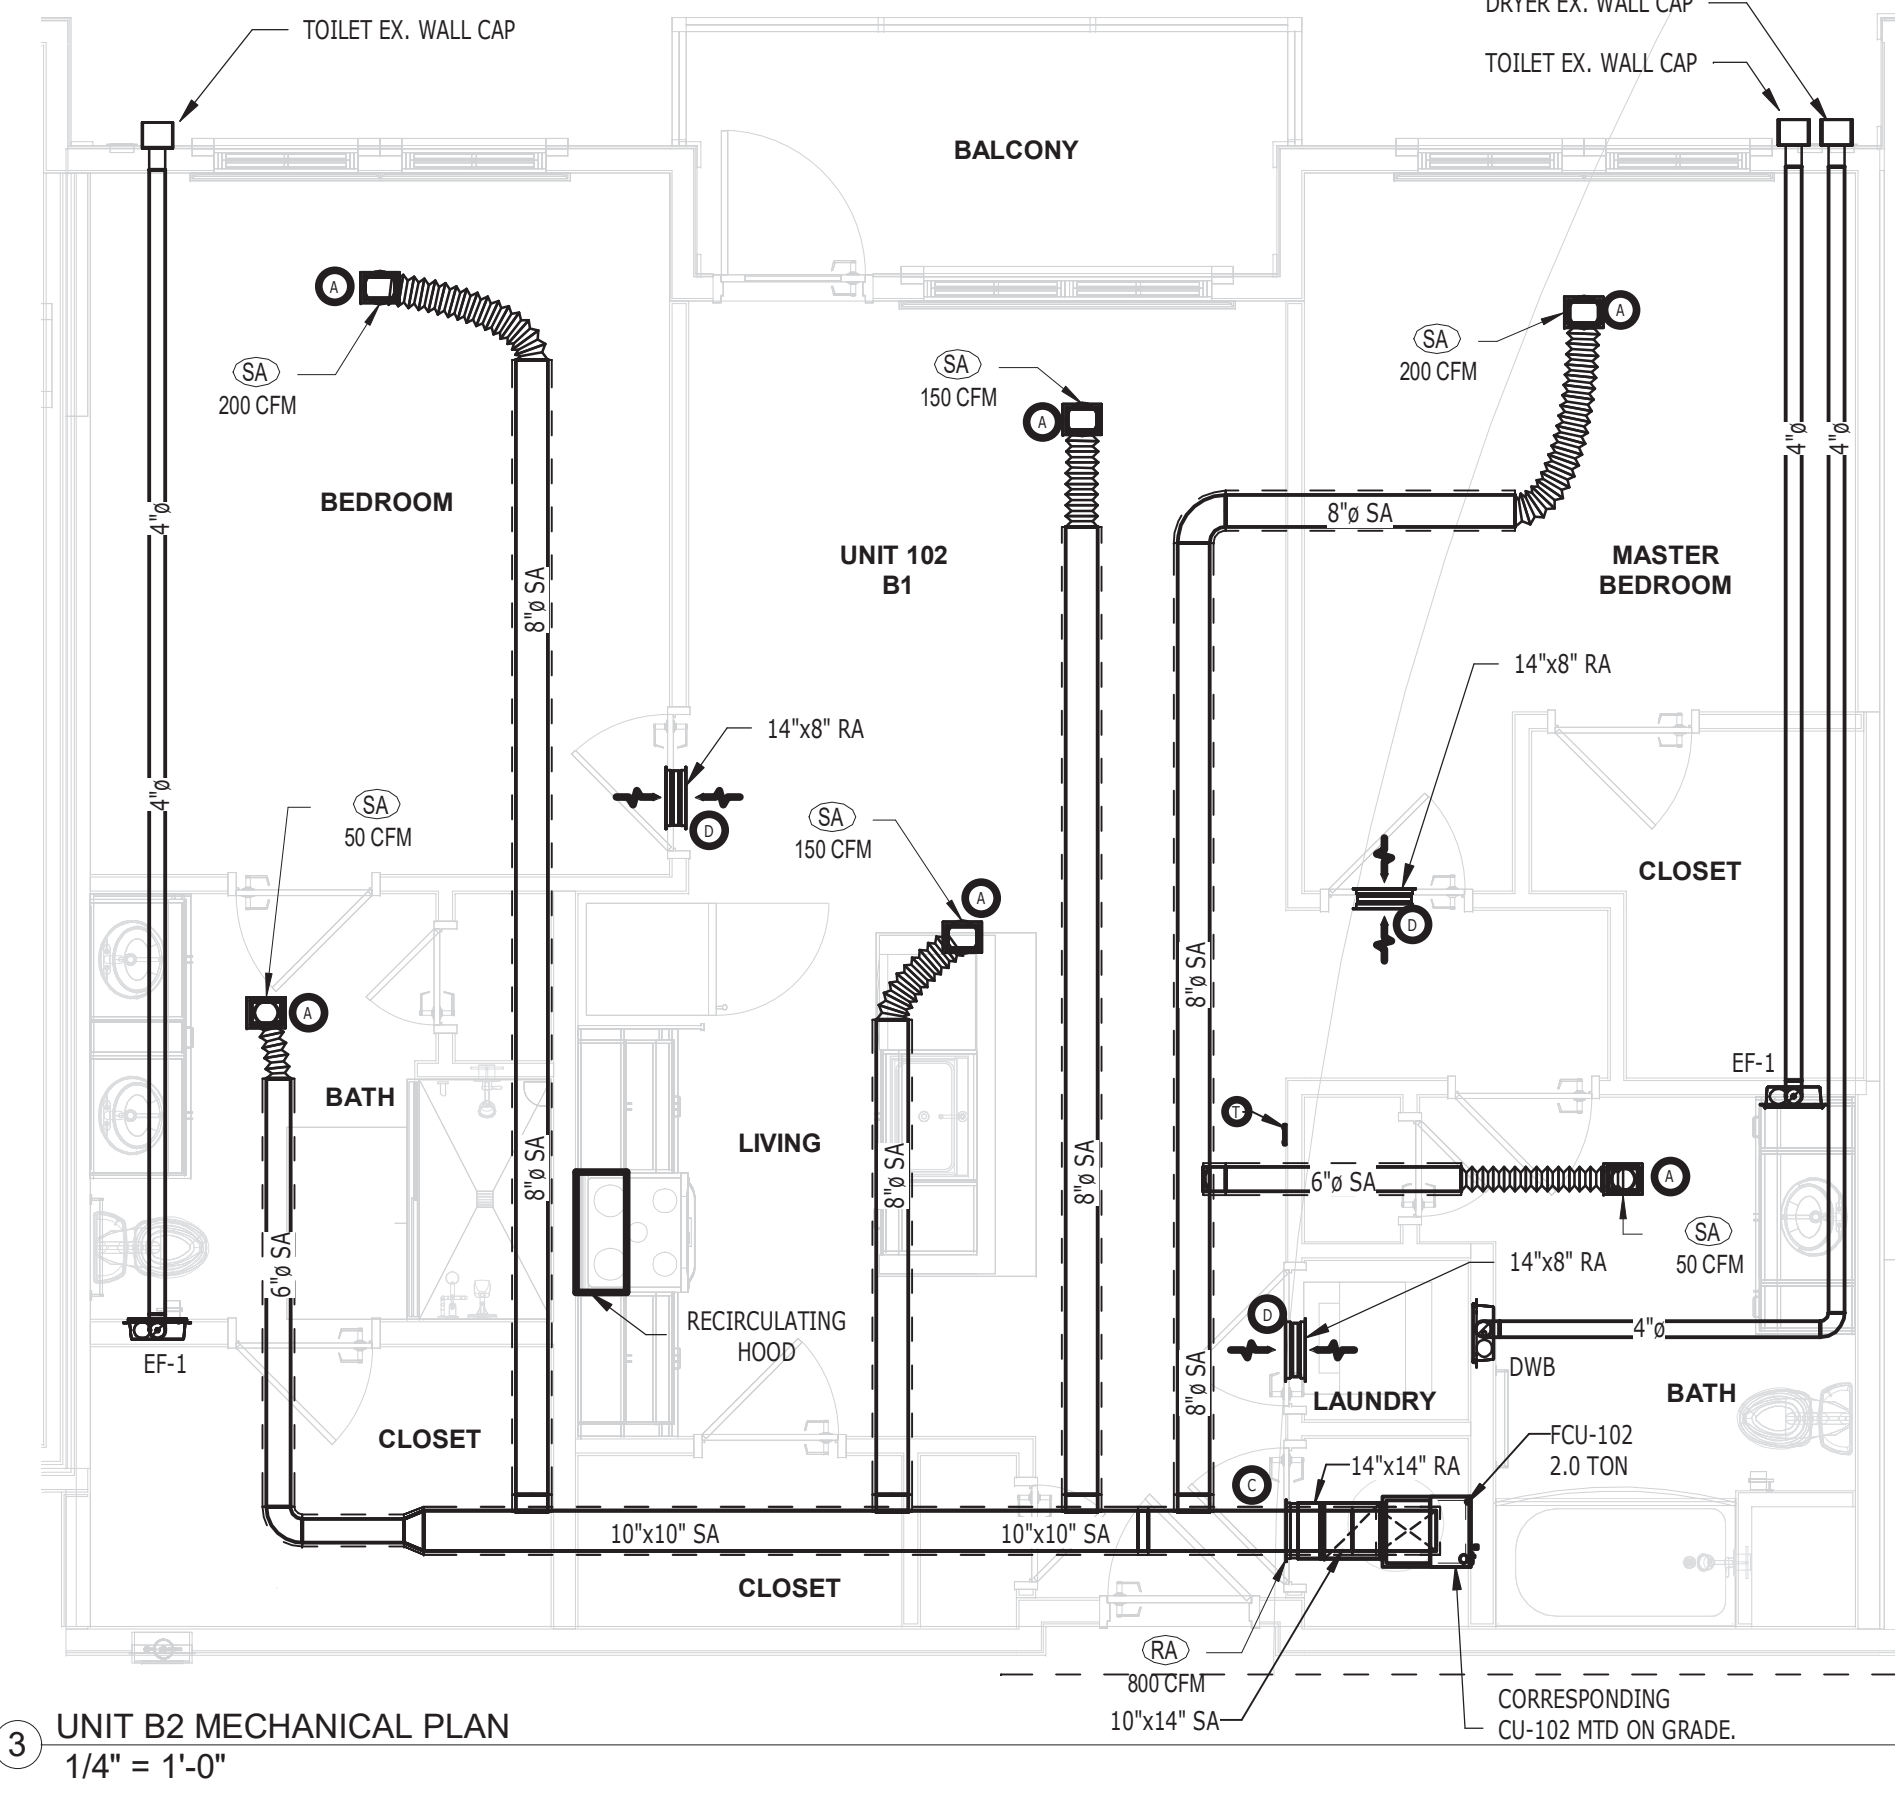 TOILET EX. WALL CAP
DRYER EX. WALL CAP
TOILET EX. WALL CAP
BALCONY
A
SA
200 CFM
SA
150 CFM
A
SA
200 CFM
A
4"ø
4"ø
4"ø
BEDROOM
8"ø SA
UNIT 102
B1
8"ø SA
MASTER
BEDROOM
8"ø SA
14"x8" RA
14"x8" RA
4"ø
SA
50 CFM
D
SA
150 CFM
A
CLOSET
D
A
8"ø SA
BATH
EF-1
T
LIVING
8"ø SA
8"ø SA
8"ø SA
6"ø SA
A
SA
50 CFM
6"ø SA
14"x8" RA
D
RECIRCULATING
HOOD
4"ø
EF-1
DWB
8"ø SA
LAUNDRY
BATH
CLOSET
FCU-102
2.0 TON
C
14"x14" RA
10"x10" SA
10"x10" SA
CLOSET
RA
800 CFM
10"x14" SA
CORRESPONDING
CU-102 MTD ON GRADE.
3
UNIT B2 MECHANICAL PLAN
1/4" = 1'-0"